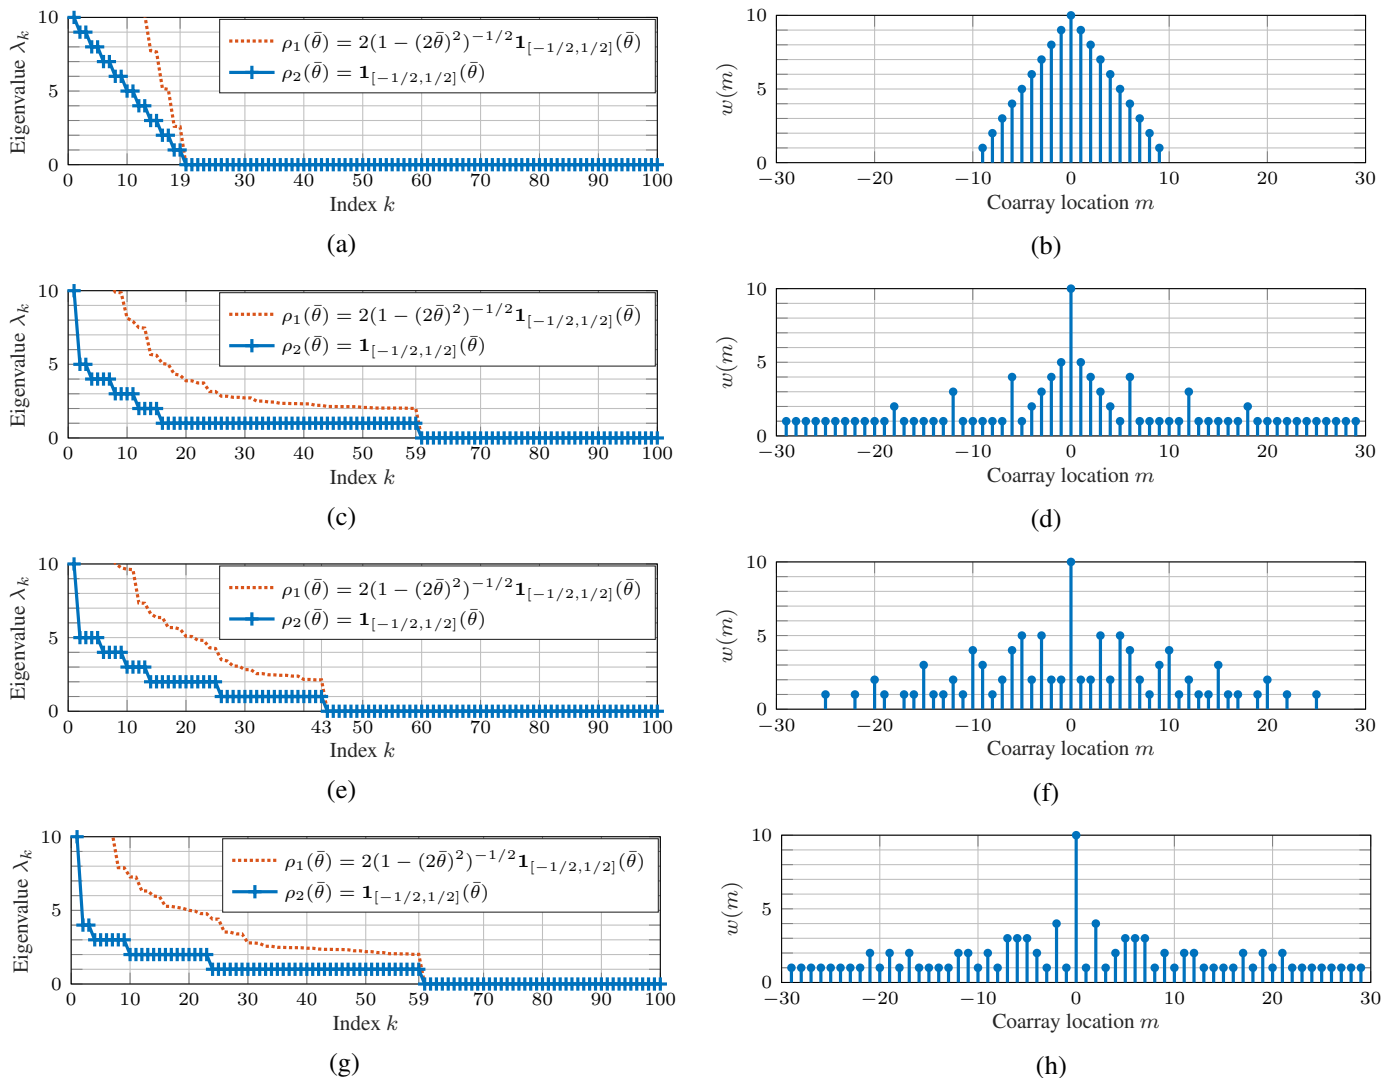 10
5
0
Eigenvalue λ_k
ρ₁(θ̄) = 2(1 − (2θ̄)²)^{−1/2} 𝟏_{[−1/2,1/2]}(θ̄)
ρ₂(θ̄) = 𝟏_{[−1/2,1/2]}(θ̄)
0 10 19 30 40 50 60 70 80 90 100
Index k
(a)
10
5
0
w(m)
−30 −20 −10 0 10 20 30
Coarray location m
(b)
10
5
0
Eigenvalue λ_k
ρ₁(θ̄) = 2(1 − (2θ̄)²)^{−1/2} 𝟏_{[−1/2,1/2]}(θ̄)
ρ₂(θ̄) = 𝟏_{[−1/2,1/2]}(θ̄)
0 10 20 30 40 50 59 70 80 90 100
Index k
(c)
10
5
0
w(m)
−30 −20 −10 0 10 20 30
Coarray location m
(d)
10
5
0
Eigenvalue λ_k
ρ₁(θ̄) = 2(1 − (2θ̄)²)^{−1/2} 𝟏_{[−1/2,1/2]}(θ̄)
ρ₂(θ̄) = 𝟏_{[−1/2,1/2]}(θ̄)
0 10 20 30 43 50 60 70 80 90 100
Index k
(e)
10
5
0
w(m)
−30 −20 −10 0 10 20 30
Coarray location m
(f)
10
5
0
Eigenvalue λ_k
ρ₁(θ̄) = 2(1 − (2θ̄)²)^{−1/2} 𝟏_{[−1/2,1/2]}(θ̄)
ρ₂(θ̄) = 𝟏_{[−1/2,1/2]}(θ̄)
0 10 20 30 40 50 59 70 80 90 100
Index k
(g)
10
5
0
w(m)
−30 −20 −10 0 10 20 30
Coarray location m
(h)